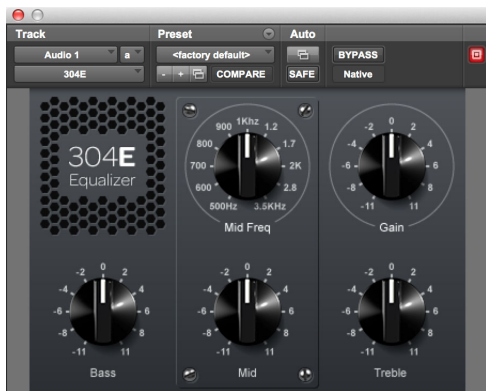 Track Preset Auto
Audio 1 a <factory default> BYPASS
304E - + COMPARE SAFE Native
304E
Equalizer
500Hz 600 700 800 900 1Khz 1.2 1.7 2K 2.8 3.5KHz
Mid Freq
-11 -8 -6 -4 -2 0 2 4 6 8 11
Gain
-11 -8 -6 -4 -2 0 2 4 6 8 11
Bass
-11 -8 -6 -4 -2 0 2 4 6 8 11
Mid
-11 -8 -6 -4 -2 0 2 4 6 8 11
Treble